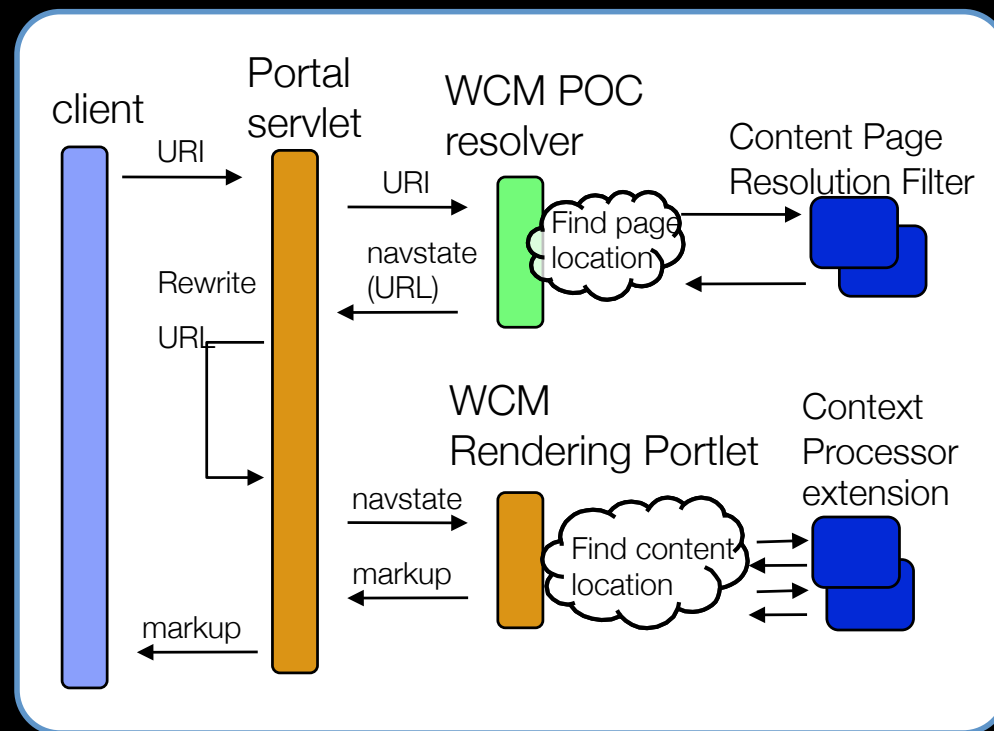 client
Portal
servlet
WCM POC
resolver
Content Page
Resolution Filter
URI
URI
Find page
location
navstate
(URL)
Rewrite
URL
WCM
Rendering Portlet
Context
Processor
extension
navstate
Find content
location
markup
markup